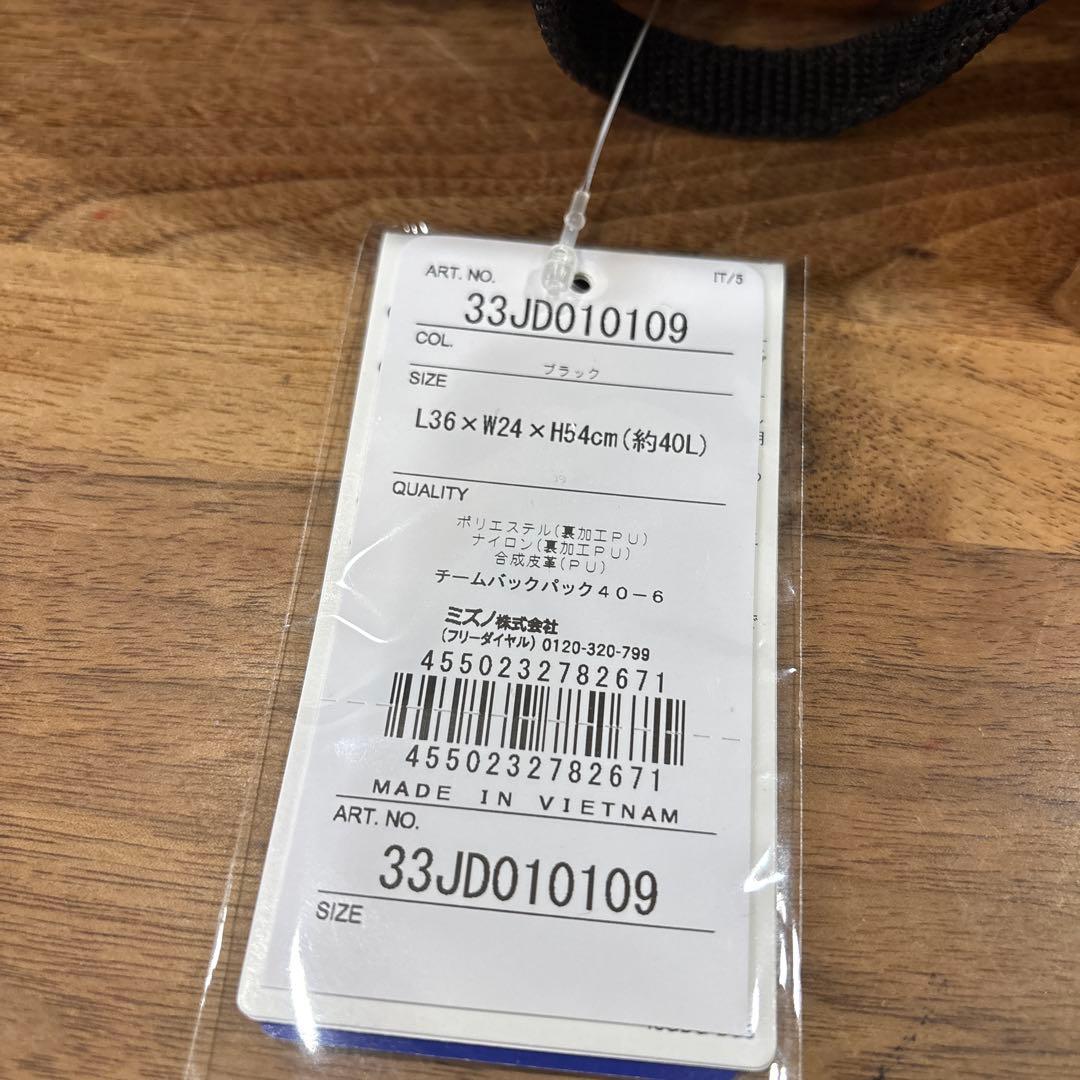 ART. NO.
IT/5
33JD010109
COL.
ブラック
SIZE
L36×W24×H54cm(約40L)
QUALITY
ポリエステル(裏加工PU)
ナイロン(裏加工PU)
合成皮革(PU)
チームバックパック40-6
ミズノ株式会社
(フリーダイヤル) 0120-320-799
4550232782671
4550232782671
MADE IN VIETNAM
ART. NO.
33JD010109
SIZE